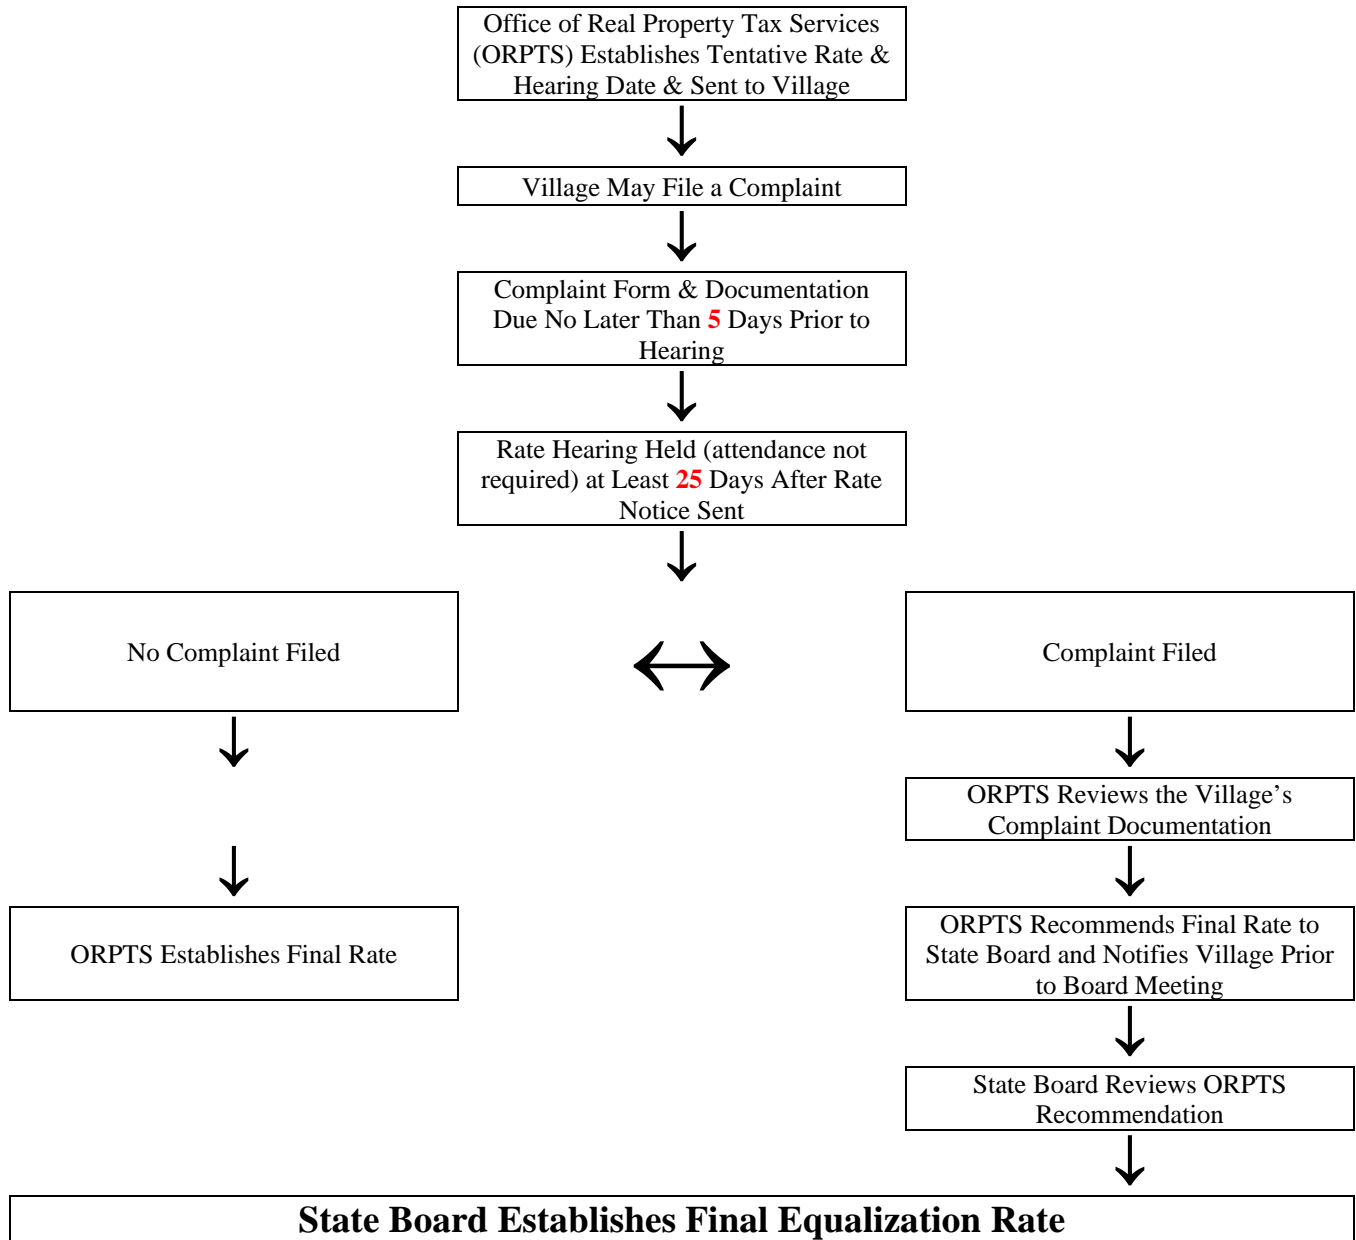 Office of Real Property Tax Services
(ORPTS) Establishes Tentative Rate &
Hearing Date & Sent to Village
Village May File a Complaint
Complaint Form & Documentation
Due No Later Than 5 Days Prior to
Hearing
Rate Hearing Held (attendance not
required) at Least 25 Days After Rate
Notice Sent
No Complaint Filed
Complaint Filed
ORPTS Reviews the Village’s
Complaint Documentation
ORPTS Establishes Final Rate
ORPTS Recommends Final Rate to
State Board and Notifies Village Prior
to Board Meeting
State Board Reviews ORPTS
Recommendation
State Board Establishes Final Equalization Rate